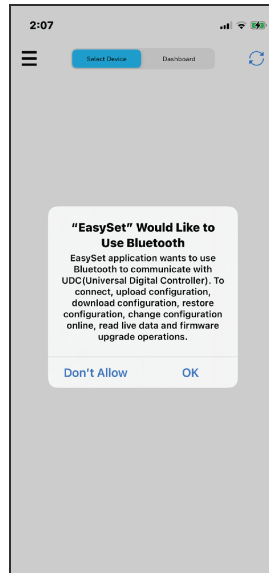 2:07
Select Device Dashboard
“EasySet” Would Like to
Use Bluetooth
EasySet application wants to use
Bluetooth to communicate with
UDC(Universal Digital Controller). To
connect, upload configuration,
download configuration, restore
configuration, change configuration
online, read live data and firmware
upgrade operations.
Don’t Allow OK